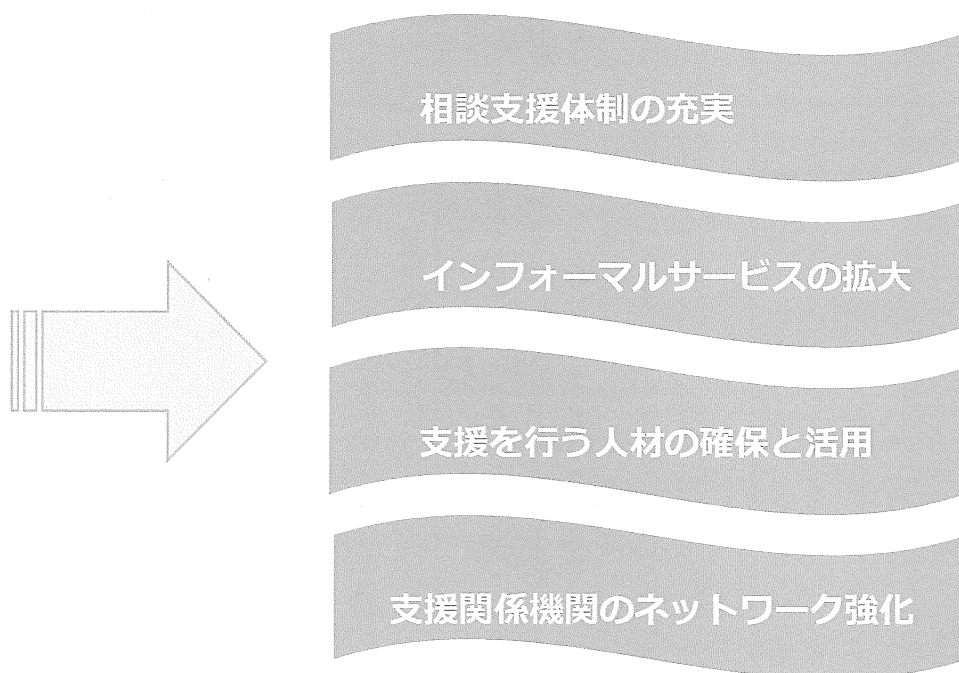 相談支援体制の充実
インフォーマルサービスの拡大
支援を行う人材の確保と活用
支援関係機関のネットワーク強化